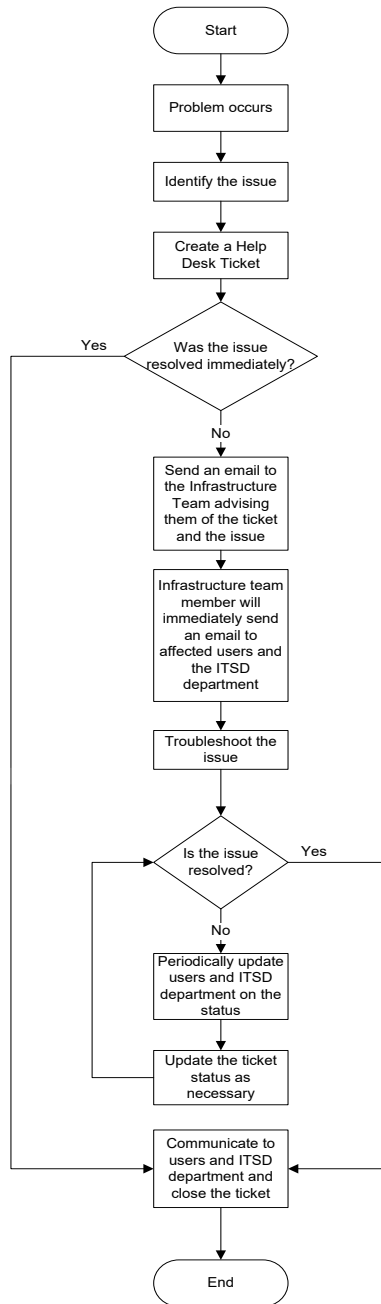 Start
Problem occurs
Identify the issue
Create a Help
Desk Ticket
Yes
Was the issue
resolved immediately?
No
Send an email to
the Infrastructure
Team advising
them of the ticket
and the issue
Infrastructure team
member will
immediately send
an email to
affected users and
the ITSD
department
Troubleshoot the
issue
Is the issue
resolved?
Yes
No
Periodically update
users and ITSD
department on the
status
Update the ticket
status as
necessary
Communicate to
users and ITSD
department and
close the ticket
End